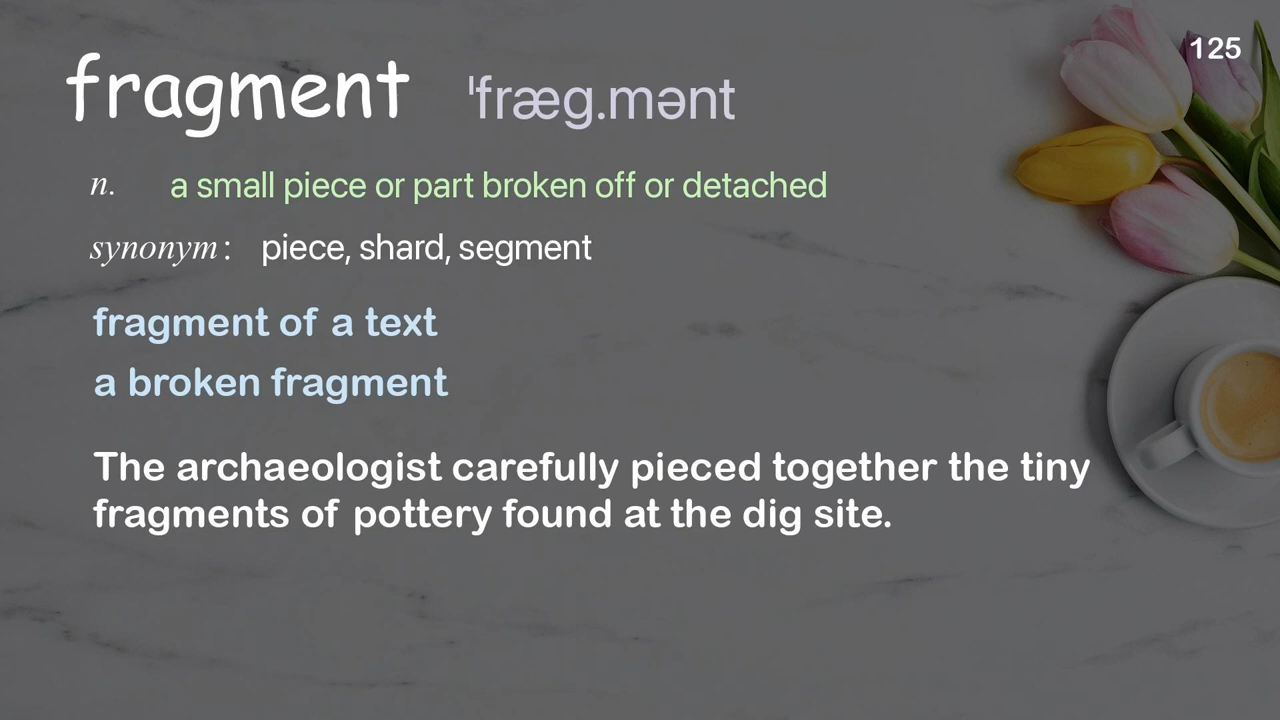 125
fragment ˈfræg.mənt
n. a small piece or part broken off or detached
synonym: piece, shard, segment
fragment of a text
a broken fragment
The archaeologist carefully pieced together the tiny
fragments of pottery found at the dig site.